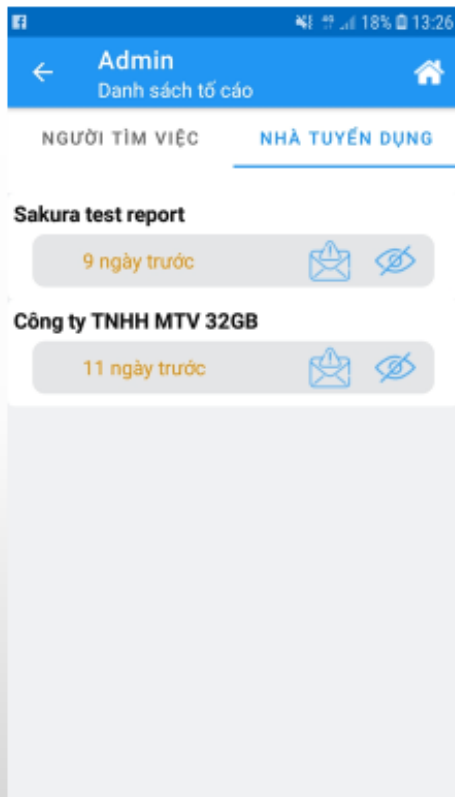 18% 13:26
Admin
Danh sách tố cáo
NGƯỜI TÌM VIỆC NHÀ TUYỂN DỤNG
Sakura test report
9 ngày trước
Công ty TNHH MTV 32GB
11 ngày trước